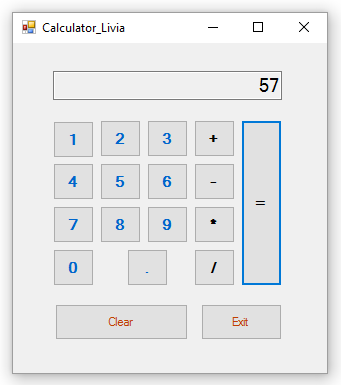 Calculator_Livia
57
1 2 3 +
4 5 6 -
7 8 9 *
=
0 . /
Clear Exit